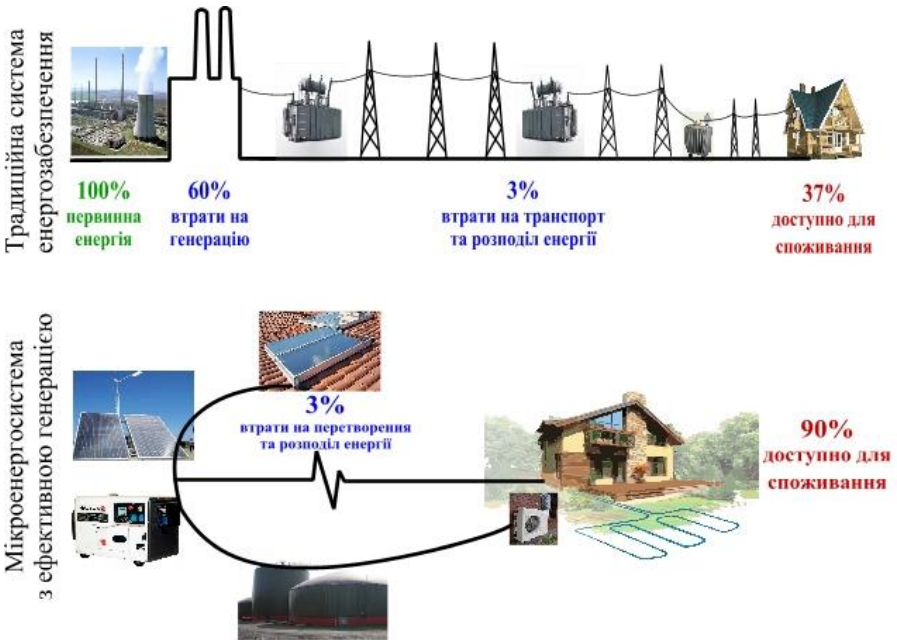 Традиційна система
енергозабезпечення
100%
первинна
енергія
60%
втрати на
генерацію
3%
втрати на транспорт
та розподіл енергії
37%
доступно для
споживання
Мікроенергосистема
з ефективною генерацією
3%
втрати на перетворення
та розподіл енергії
90%
доступно для
споживання